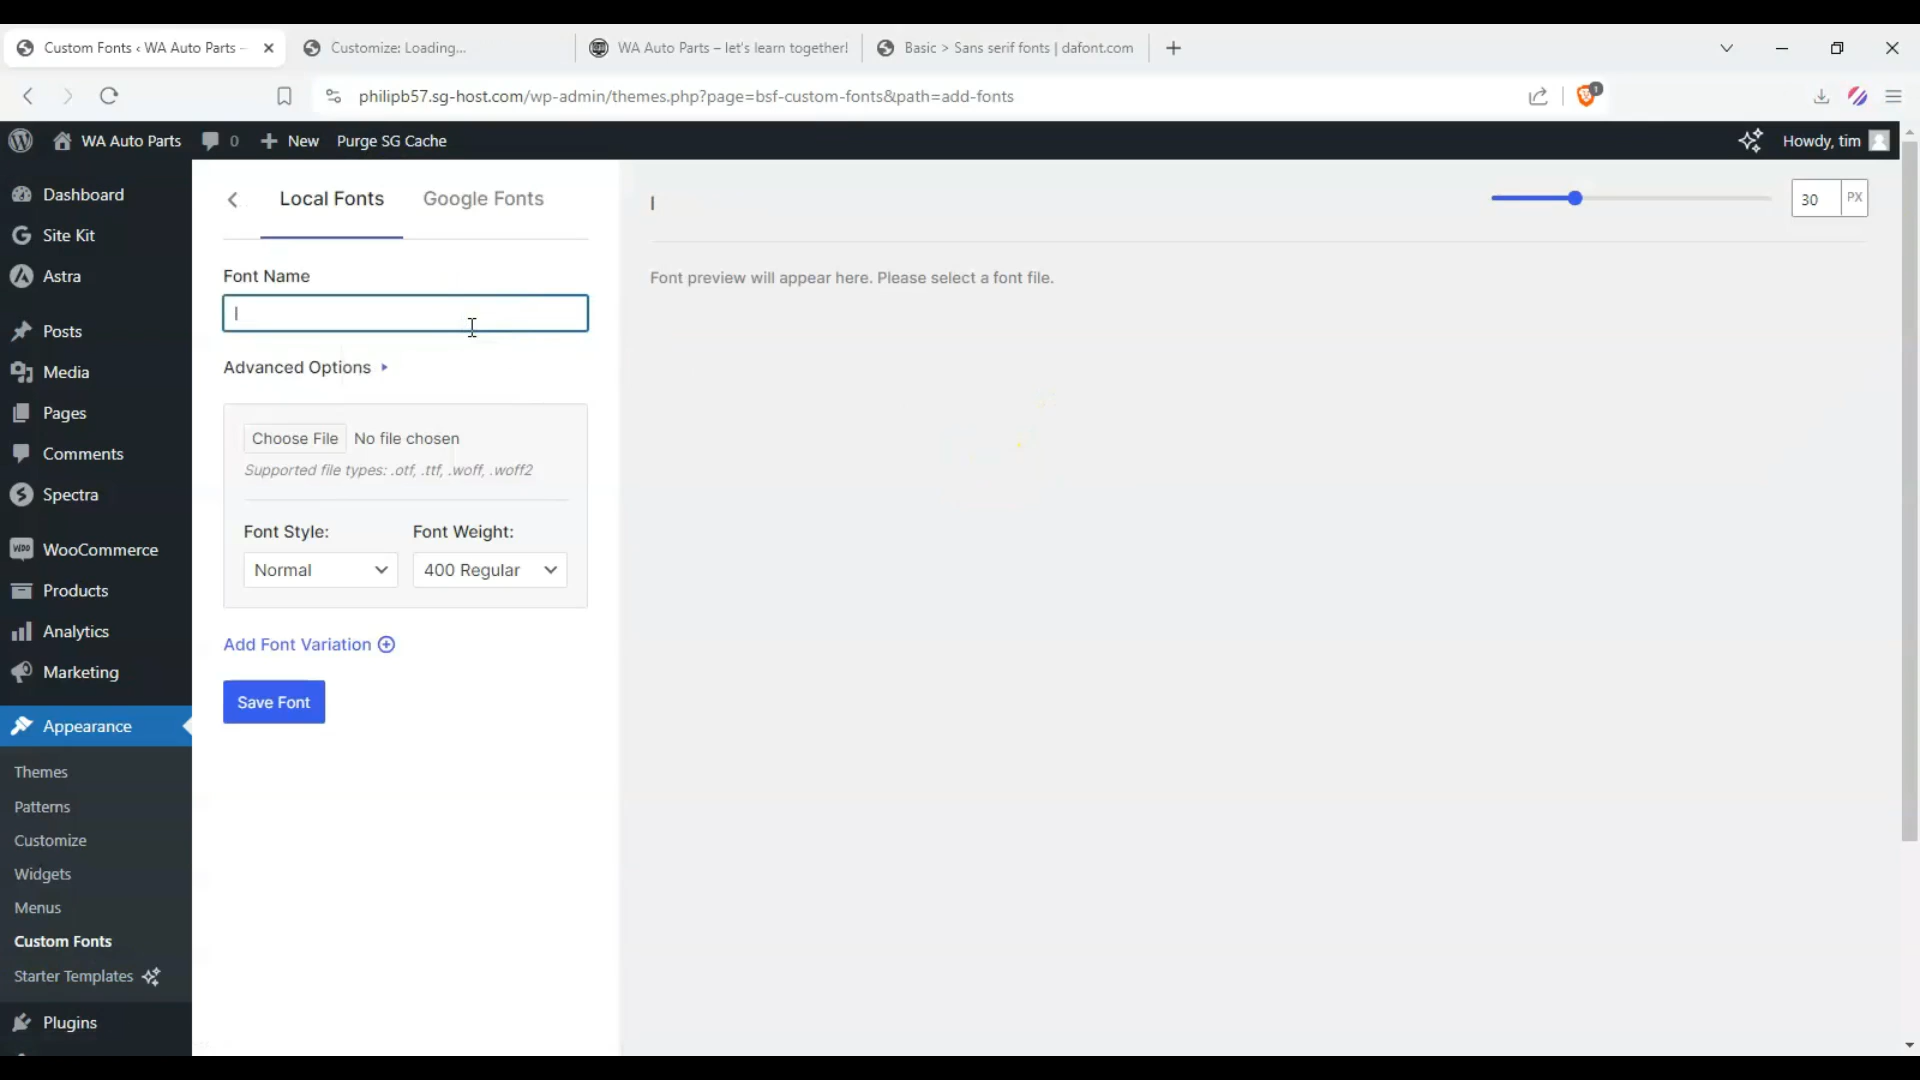 Custom Fonts ‹ WA Auto Parts –
Customize: Loading...
WA Auto Parts – let's learn together!
Basic > Sans serif fonts | dafont.com
philipb57.sg-host.com/wp-admin/themes.php?page=bsf-custom-fonts&path=add-fonts
1
WA Auto Parts
0
New
Purge SG Cache
Howdy, tim
Dashboard
Site Kit
Astra
Posts
Media
Pages
Comments
Spectra
WooCommerce
Products
Analytics
Marketing
Appearance
Themes
Patterns
Customize
Widgets
Menus
Custom Fonts
Starter Templates
Plugins
Local Fonts
Google Fonts
Font Name
l
Advanced Options
Choose File No file chosen
Supported file types: .otf, .ttf, .woff, .woff2
Font Style:
Font Weight:
Normal
400 Regular
Add Font Variation
Save Font
l
30
PX
Font preview will appear here. Please select a font file.